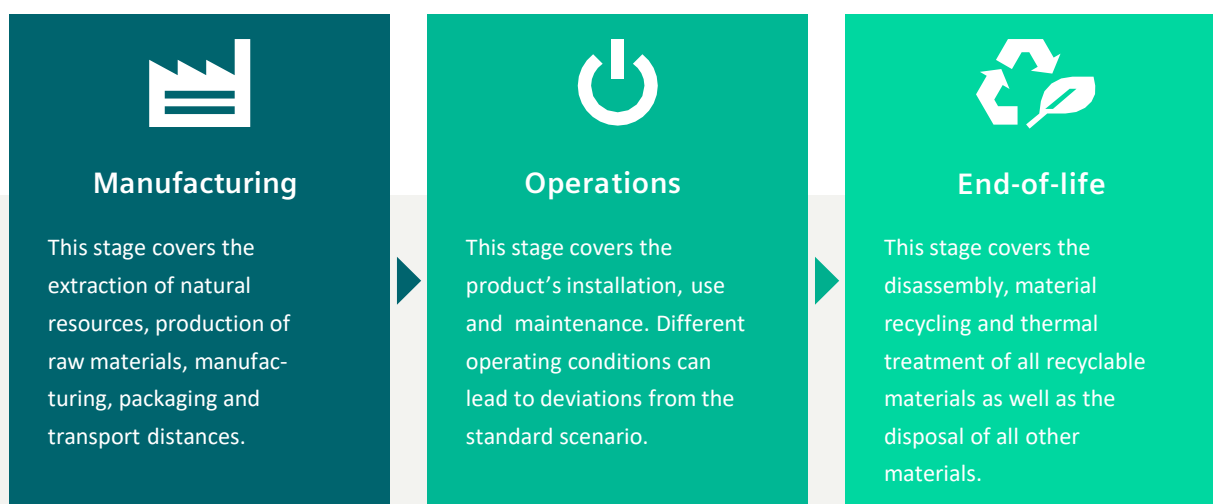 Manufacturing
This stage covers the
extraction of natural
resources, production of
raw materials, manufac-
turing, packaging and
transport distances.
Operations
This stage covers the
product’s installation, use
and  maintenance. Different
operating conditions can
lead to deviations from the
standard scenario.
End-of-life
This stage covers the
disassembly, material
recycling and thermal
treatment of all recyclable
materials as well as the
disposal of all other
materials.